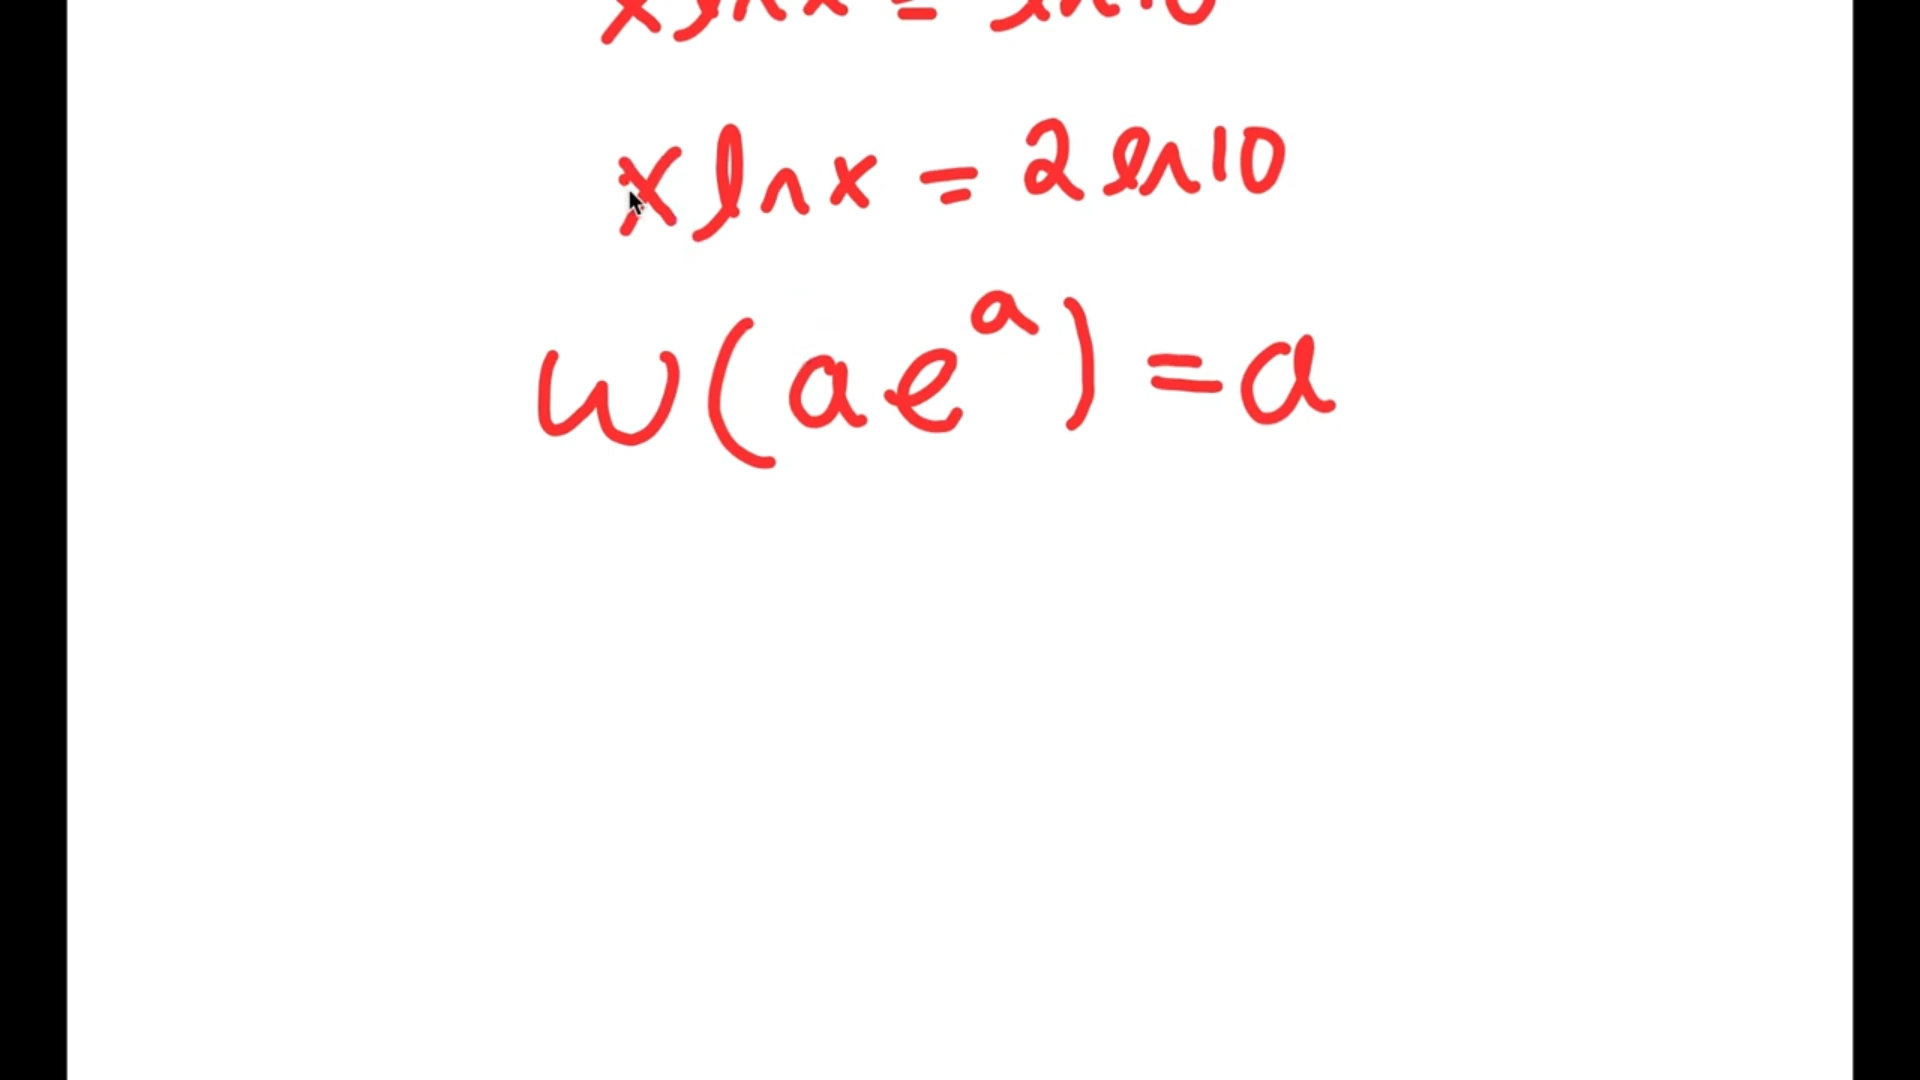 x ln x = 2 ln 10
W(ae^a) = a